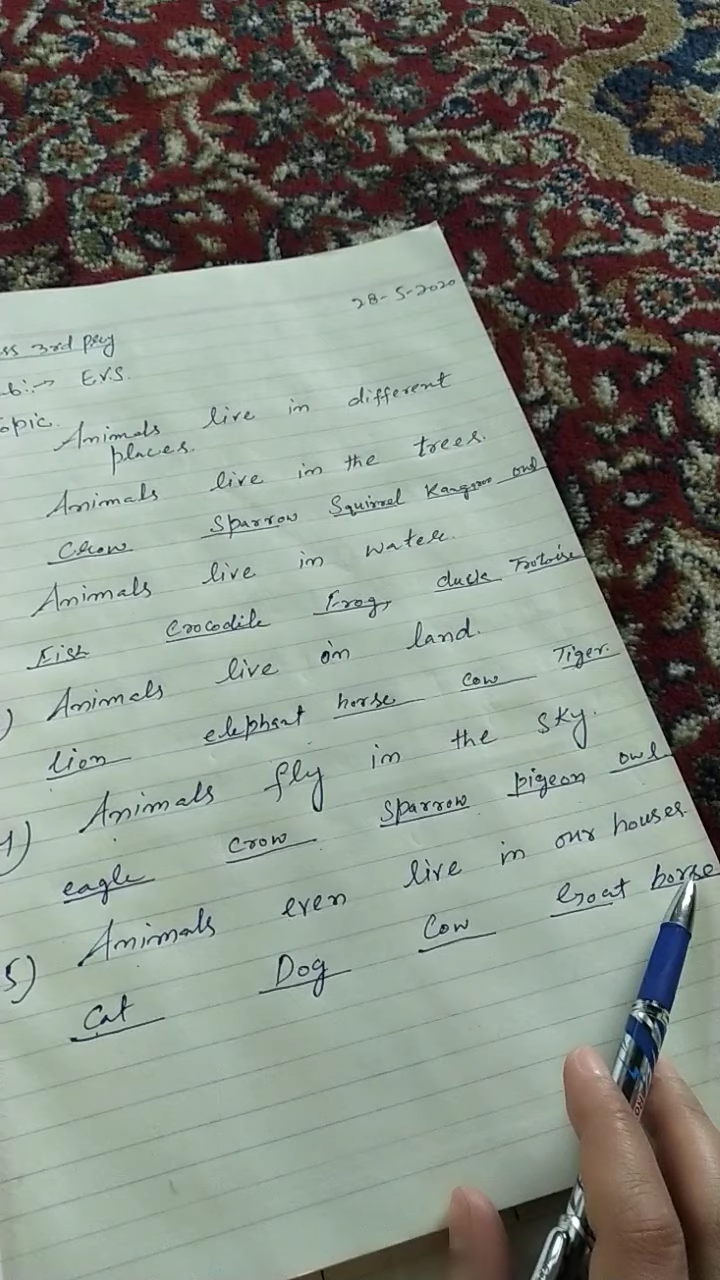 28-5-2020
ss 3rd
ub:→ E.V.S.
opic.
Animals live in different
places.
Animals live in the trees.
Crow Sparrow Squirrel Kangroo owl
Animals live in water.
Fish Crocodile Frog, duck Trotoise
) Animals live on land.
lion elephant horse cow Tiger.
4) Animals fly in the sky.
eagle crow sparrow pigeon owl
5) Animals even live in our houses.
Cat Dog Cow Goat horse